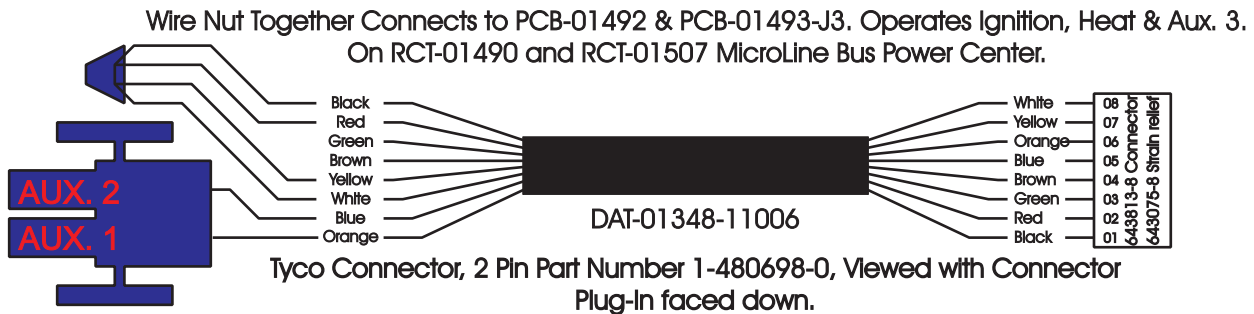 Wire Nut Together Connects to PCB-01492 & PCB-01493-J3. Operates Ignition, Heat & Aux. 3.
On RCT-01490 and RCT-01507 MicroLine Bus Power Center.
Black
Red
Green
Brown
Yellow
White
Blue
Orange
AUX. 2
AUX. 1
DAT-01348-11006
White 08
Yellow 07
Orange 06
Blue 05
Brown 04
Green 03
Red 02
Black 01
643813-8 Connector
643075-8 Strain relief
Tyco Connector, 2 Pin Part Number 1-480698-0, Viewed with Connector
Plug-In faced down.